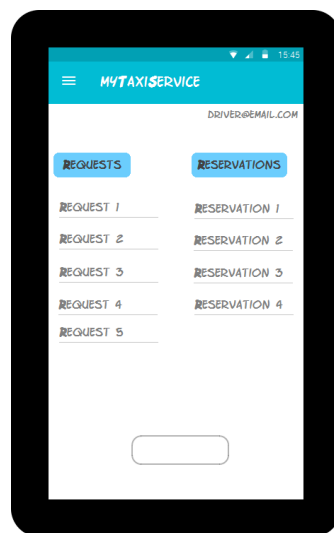 15:45
myTaxiService
driver@email.com
Requests Reservations
Request 1 Reservation 1
Request 2 Reservation 2
Request 3 Reservation 3
Request 4 Reservation 4
Request 5